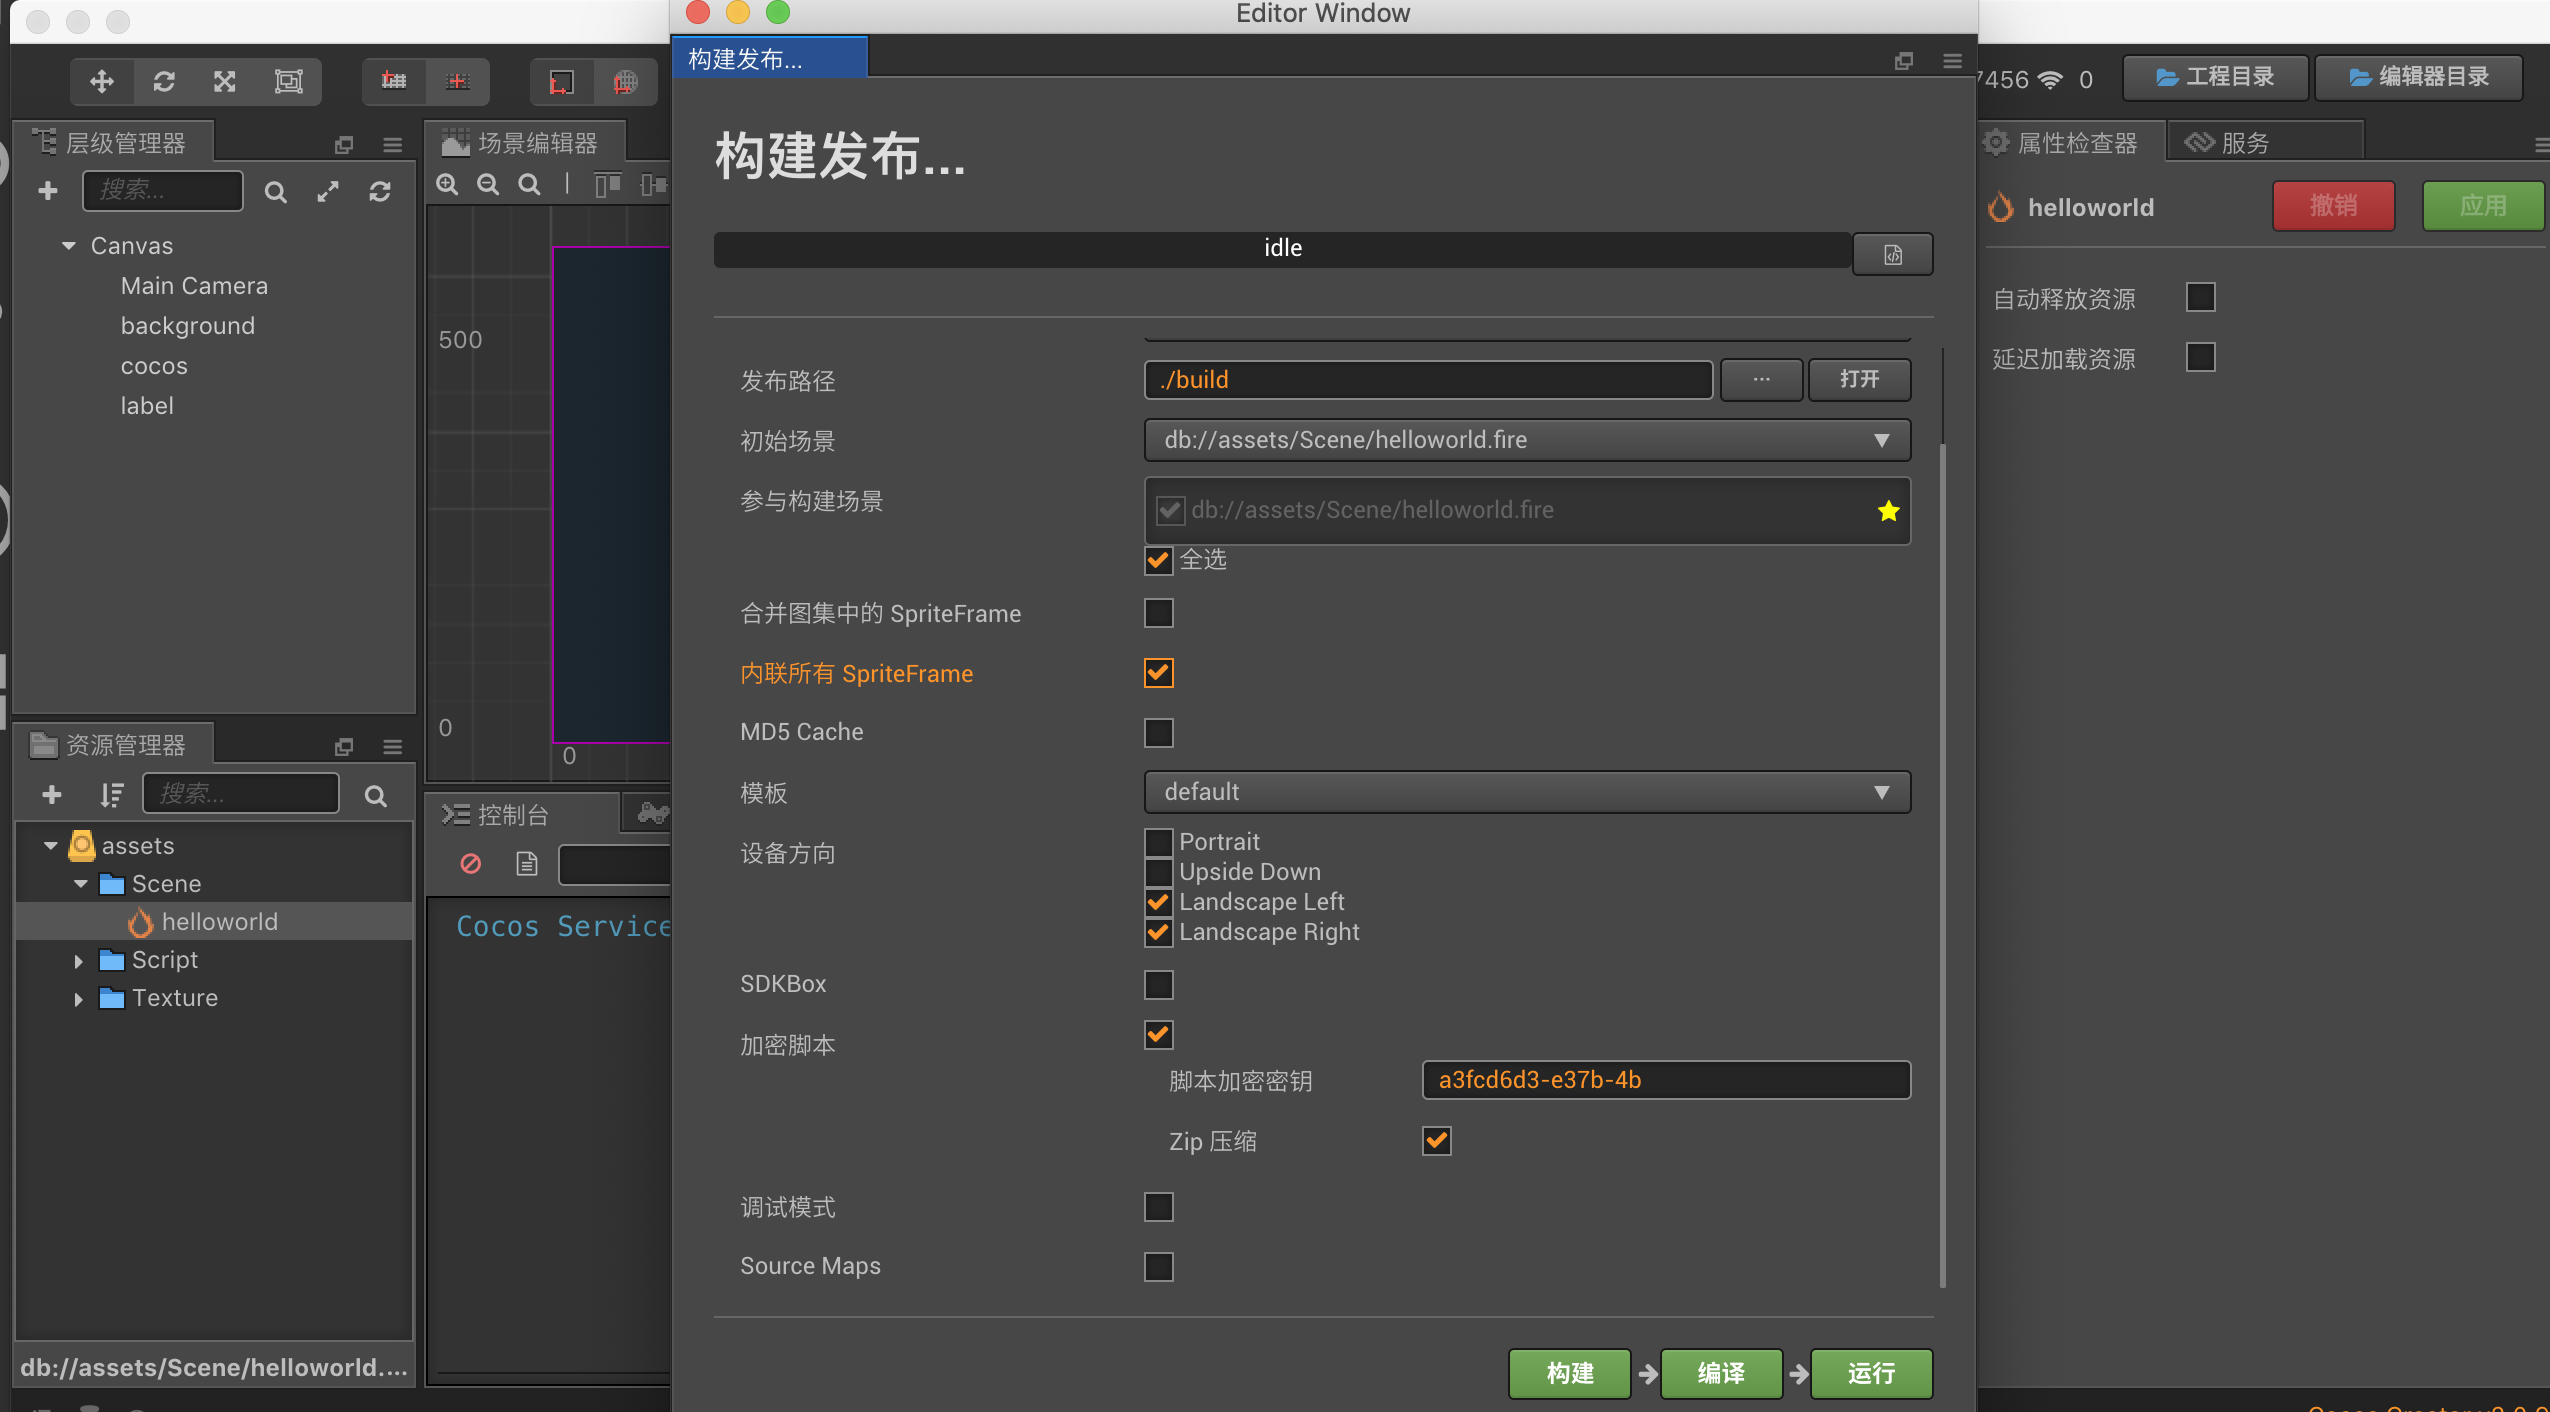 Editor Window
构建发布...
7456 0 工程目录 编辑器目录
层级管理器
搜索...
Canvas
Main Camera
background
cocos
label
场景编辑器
500
0
0
资源管理器
搜索...
assets
Scene
helloworld
Script
Texture
db://assets/Scene/helloworld....
控制台
Cocos Service
构建发布...
idle
发布路径 ./build ... 打开
初始场景 db://assets/Scene/helloworld.fire
参与构建场景 db://assets/Scene/helloworld.fire
全选
合并图集中的 SpriteFrame
内联所有 SpriteFrame
MD5 Cache
模板 default
设备方向 Portrait
Upside Down
Landscape Left
Landscape Right
SDKBox
加密脚本
脚本加密密钥 a3fcd6d3-e37b-4b
Zip 压缩
调试模式
Source Maps
构建 编译 运行
属性检查器 服务
helloworld 撤销 应用
自动释放资源
延迟加载资源